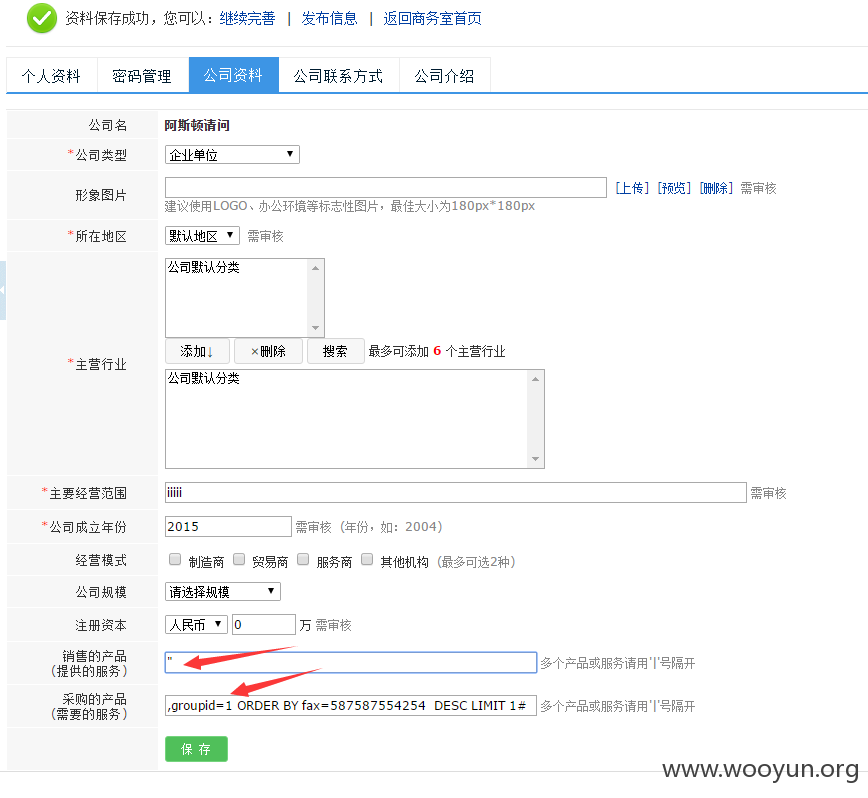 资料保存成功，您可以：继续完善 | 发布信息 | 返回商务室首页
个人资料 密码管理 公司资料 公司联系方式 公司介绍
公司名 阿斯顿请问
*公司类型 企业单位
形象图片 [上传] [预览] [删除] 需审核
建议使用LOGO、办公环境等标志性图片，最佳大小为180px*180px
*所在地区 默认地区 需审核
公司默认分类
添加↓ ×删除 搜索 最多可添加 6 个主营行业
*主营行业
公司默认分类
*主要经营范围 iiiii 需审核
*公司成立年份 2015 需审核（年份，如：2004）
经营模式 制造商 贸易商 服务商 其他机构（最多可选2种）
公司规模 请选择规模
注册资本 人民币 0 万 需审核
销售的产品
（提供的服务） " 多个产品或服务请用'|'号隔开
采购的产品
（需要的服务） ,groupid=1 ORDER BY fax=587587554254 DESC LIMIT 1# 多个产品或服务请用'|'号隔开
保 存
www.wooyun.org